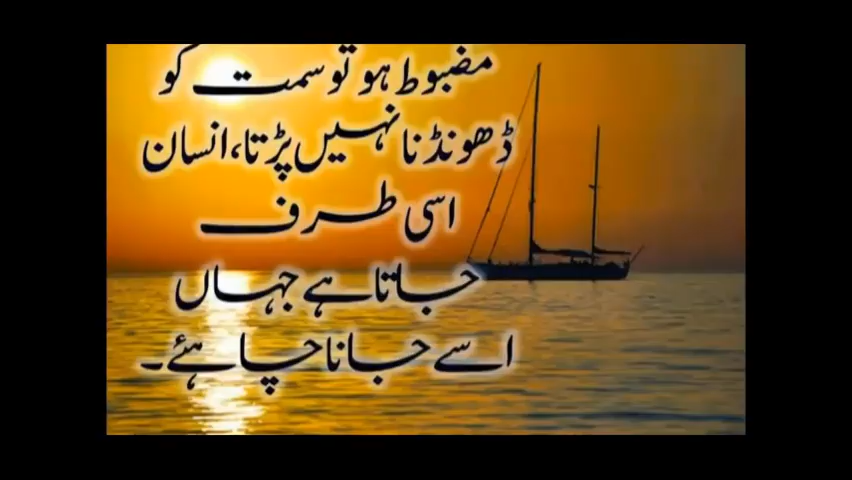 مضبوط ہو تو سمت کو
ڈھونڈنا نہیں پڑتا، انسان
اسی طرف
جاتا ہے جہاں
اسے جانا چاہئے۔